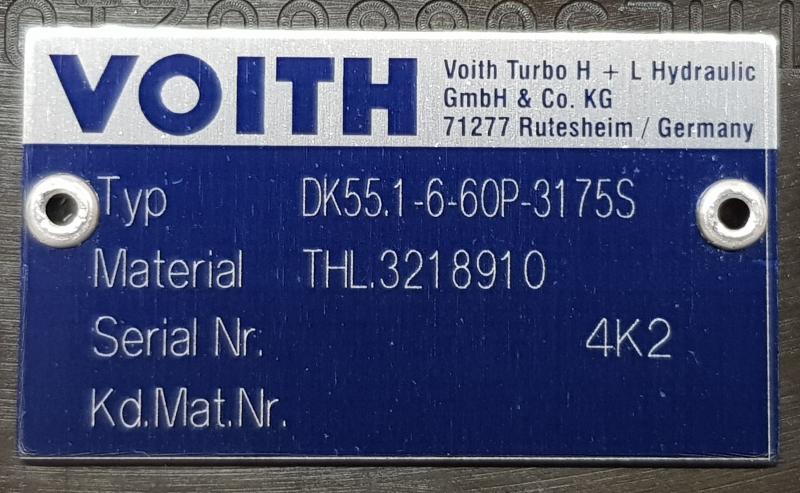 VOITH
Voith Turbo H + L Hydraulic
GmbH & Co. KG
71277 Rutesheim / Germany
Typ DK55.1-6-60P-3175S
Material THL.3218910
Serial Nr. 4K2
Kd.Mat.Nr.